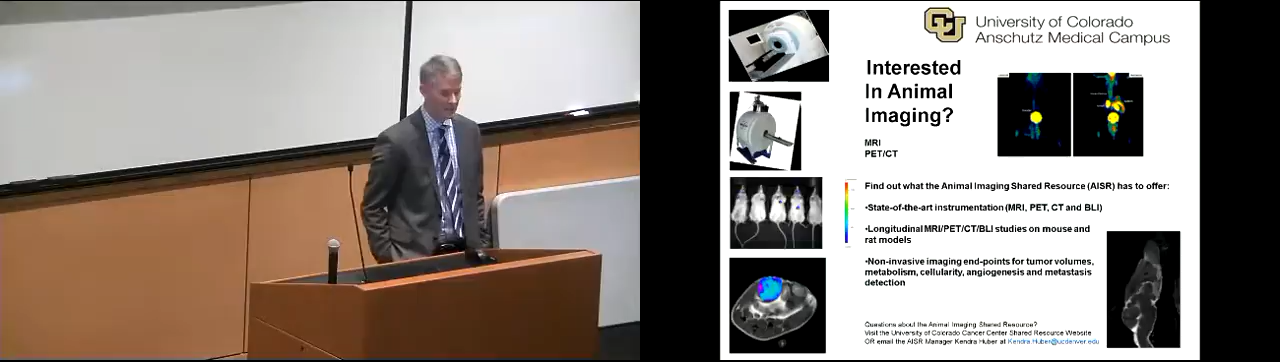 University of Colorado
Anschutz Medical Campus
Interested
In Animal
Imaging?
MRI
PET/CT
Find out what the Animal Imaging Shared Resource (AISR) has to offer:
•State-of-the-art instrumentation (MRI, PET, CT and BLI)
•Longitudinal MRI/PET/CT/BLI studies on mouse and
rat models
•Non-invasive imaging end-points for tumor volumes,
metabolism, cellularity, angiogenesis and metastasis
detection
Questions about the Animal Imaging Shared Resource?
Visit the University of Colorado Cancer Center Shared Resource Website
OR email the AISR Manager Kendra Huber at Kendra.Huber@ucdenver.edu